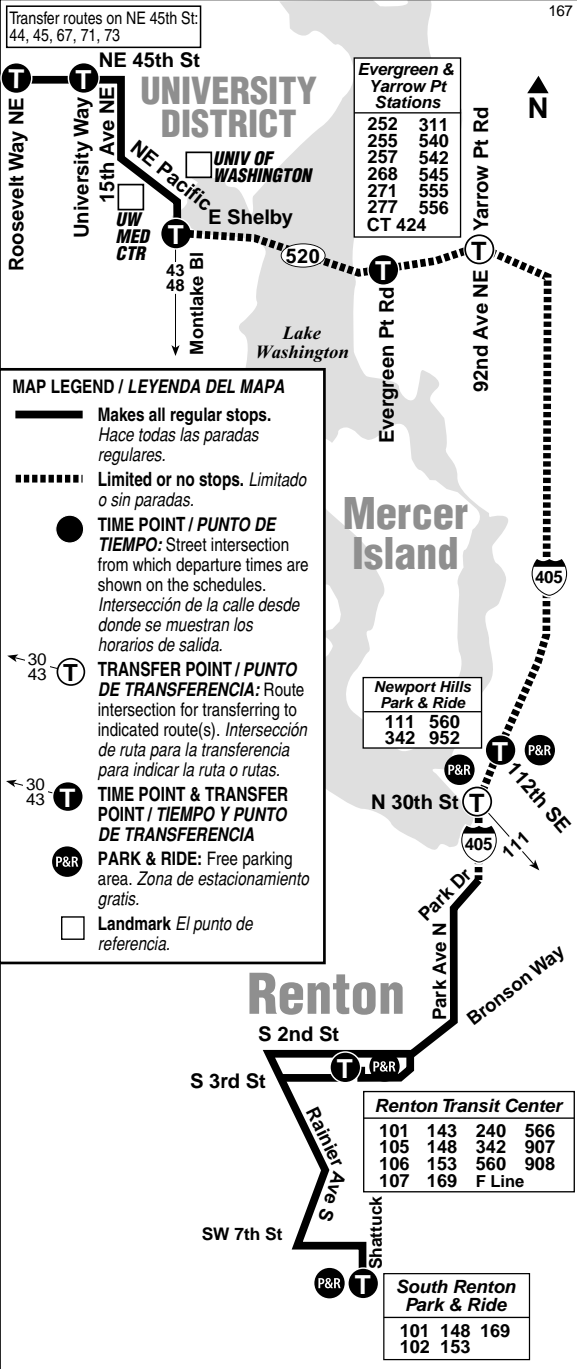 167
Transfer routes on NE 45th St:
44, 45, 67, 71, 73
NE 45th St
T
T
Roosevelt Way NE
University Way
15th Ave NE
UNIVERSITY
DISTRICT
NE Pacific
UNIV OF
WASHINGTON
UW
MED
CTR
E Shelby
T
43
48
Montlake Bl
520
Evergreen &
Yarrow Pt
Stations
252 311
255 540
257 542
268 545
271 555
277 556
CT 424
N
Yarrow Pt Rd
T
T
Evergreen Pt Rd
92nd Ave NE
Lake
Washington
MAP LEGEND / LEYENDA DEL MAPA
Makes all regular stops.
Hace todas las paradas
regulares.
Limited or no stops. Limitado
o sin paradas.
TIME POINT / PUNTO DE
TIEMPO: Street intersection
from which departure times are
shown on the schedules.
Intersección de la calle desde
donde se muestran los
horarios de salida.
30
43
T
TRANSFER POINT / PUNTO
DE TRANSFERENCIA: Route
intersection for transferring to
indicated route(s). Intersección
de ruta para la transferencia
para indicar la ruta o rutas.
30
43
T
TIME POINT & TRANSFER
POINT / TIEMPO Y PUNTO
DE TRANSFERENCIA
P&R
PARK & RIDE: Free parking
area. Zona de estacionamiento
gratis.
Landmark El punto de
referencia.
Mercer
Island
405
Newport Hills
Park & Ride
111 560
342 952
T
P&R
P&R
112th SE
N 30th St
T
405
111
Park Dr
Park Ave N
Bronson Way
Renton
S 2nd St
T
P&R
S 3rd St
Renton Transit Center
101 143 240 566
105 148 342 907
106 153 560 908
107 169 F Line
Rainier Ave S
SW 7th St
Shattuck
P&R
T
South Renton
Park & Ride
101 148 169
102 153